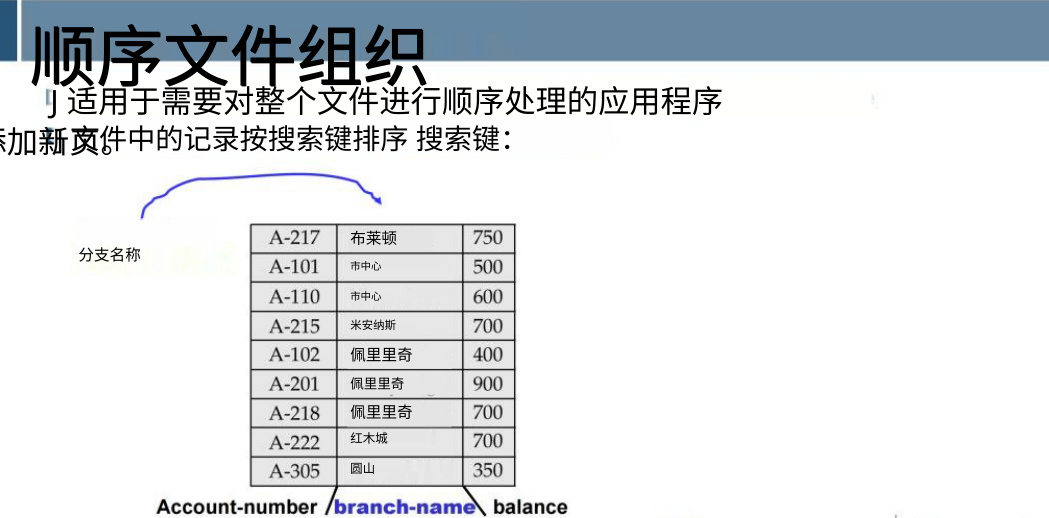 顺序文件组织
适用于需要对整个文件进行顺序处理的应用程序
文件中的记录按搜索键排序 搜索键：
添加新页。
分支名称
A-217 布莱顿 750
A-101 市中心 500
A-110 市中心 600
A-215 米安纳斯 700
A-102 佩里里奇 400
A-201 佩里里奇 900
A-218 佩里里奇 700
A-222 红木城 700
A-305 圆山 350
Account-number branch-name balance